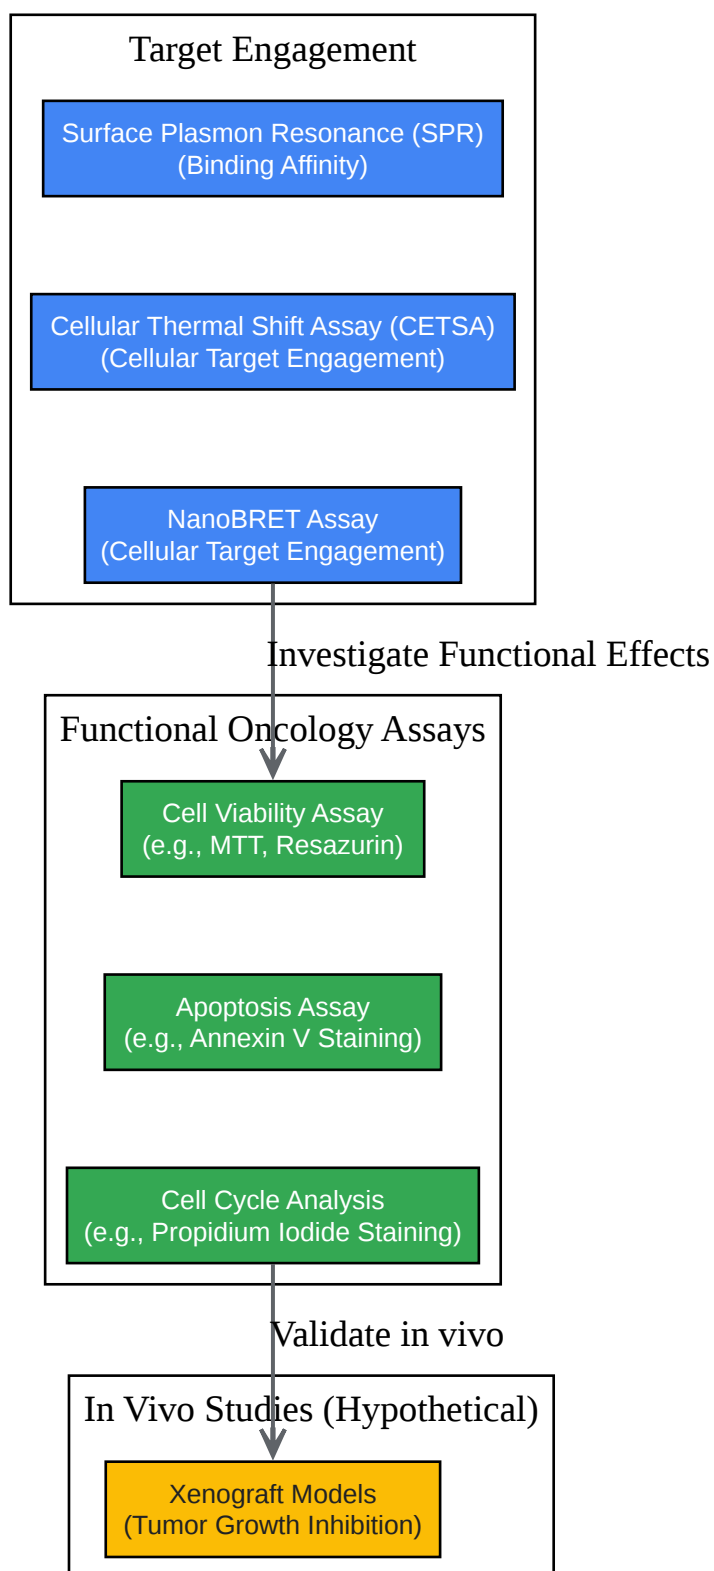 Target Engagement
Surface Plasmon Resonance (SPR)
(Binding Affinity)
Cellular Thermal Shift Assay (CETSA)
(Cellular Target Engagement)
NanoBRET Assay
(Cellular Target Engagement)
Investigate Functional Effects
Functional Oncology Assays
Cell Viability Assay
(e.g., MTT, Resazurin)
Apoptosis Assay
(e.g., Annexin V Staining)
Cell Cycle Analysis
(e.g., Propidium Iodide Staining)
Validate in vivo
In Vivo Studies (Hypothetical)
Xenograft Models
(Tumor Growth Inhibition)